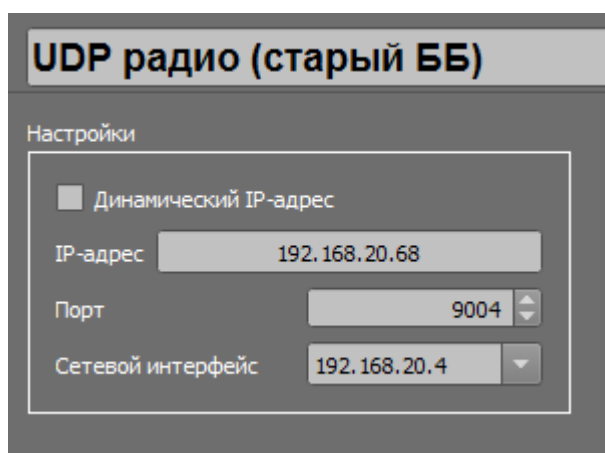 UDP радио (старый ББ)
Настройки
Динамический IP-адрес
IP-адрес 192.168.20.68
Порт 9004
Сетевой интерфейс 192.168.20.4